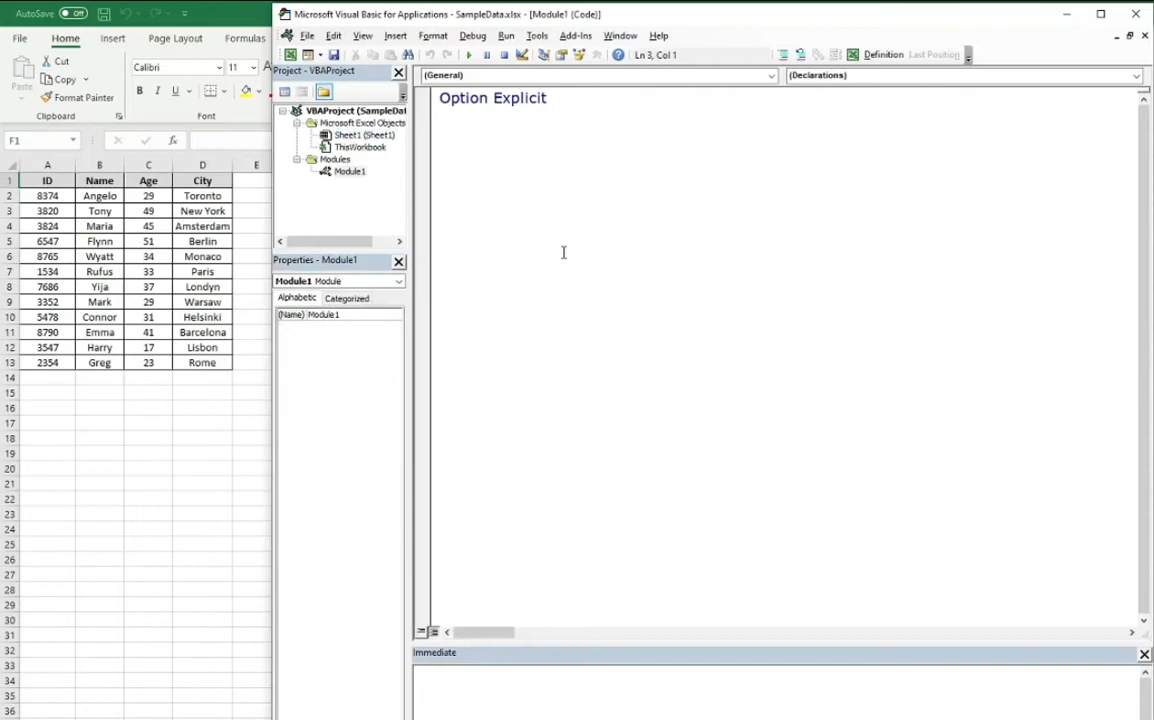 AutoSave Off
Microsoft Visual Basic for Applications - SampleData.xlsx - [Module1 (Code)]
File Home Insert Page Layout Formulas
File Edit View Insert Format Debug Run Tools Add-Ins Window Help
Cut
Copy
Format Painter
Paste
Clipboard
Calibri 11
B I U
Font
Ln 3, Col 1
Definition Last Position
Project - VBAProject
(General)
(Declarations)
VBAProject (SampleDat
Microsoft Excel Objects
Sheet1 (Sheet1)
ThisWorkbook
Modules
Module1
Option Explicit
F1
fx
A B C D E
1 ID Name Age City
2 8374 Angelo 29 Toronto
3 3820 Tony 49 New York
4 3824 Maria 45 Amsterdam
5 6547 Flynn 51 Berlin
6 8765 Wyatt 34 Monaco
7 1534 Rufus 33 Paris
8 7686 Yija 37 Londyn
9 3352 Mark 29 Warsaw
10 5478 Connor 31 Helsinki
11 8790 Emma 41 Barcelona
12 3547 Harry 17 Lisbon
13 2354 Greg 23 Rome
14
15
16
17
18
19
20
21
22
23
24
25
26
27
28
29
30
31
32
33
34
35
36
Properties - Module1
Module1 Module
Alphabetic Categorized
(Name) Module1
Immediate